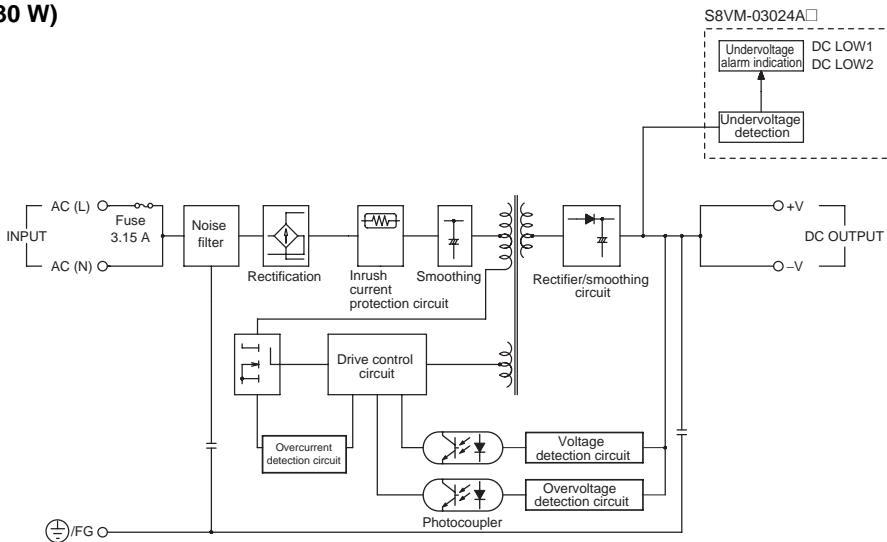 30 W)
S8VM-03024A□
Undervoltage
alarm indication
DC LOW1
DC LOW2
Undervoltage
detection
INPUT
AC (L)
Fuse
3.15 A
AC (N)
Noise
filter
Rectification
Inrush
current
protection circuit
Smoothing
Rectifier/smoothing
circuit
+V
DC OUTPUT
–V
Drive control
circuit
Overcurrent
detection circuit
Voltage
detection circuit
Overvoltage
detection circuit
Photocoupler
/FG